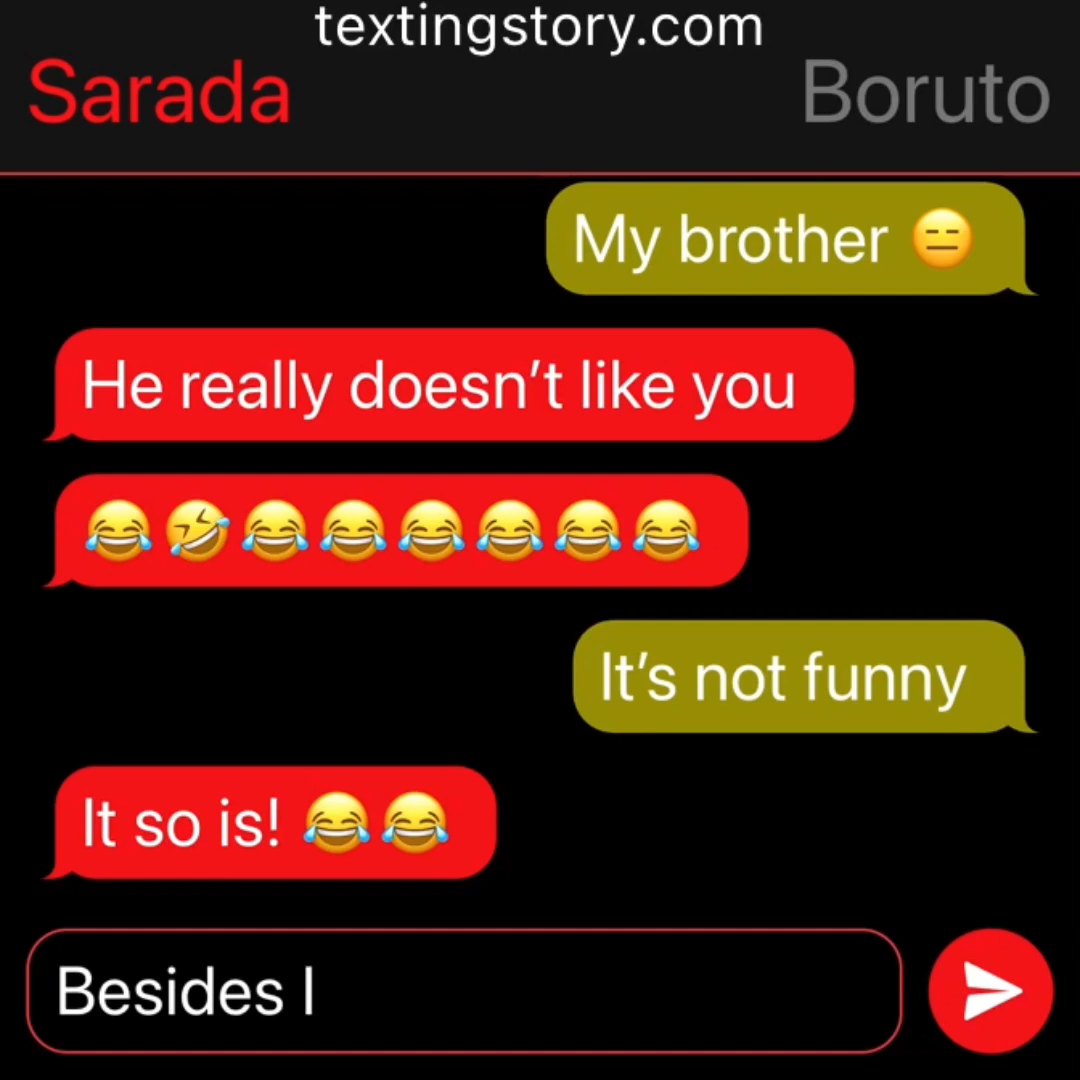 textingstory.com
Sarada
Boruto
My brother 😑
He really doesn’t like you
😂🤣😂😂😂😂😂😂
It’s not funny
It so is! 😂😂
Besides I